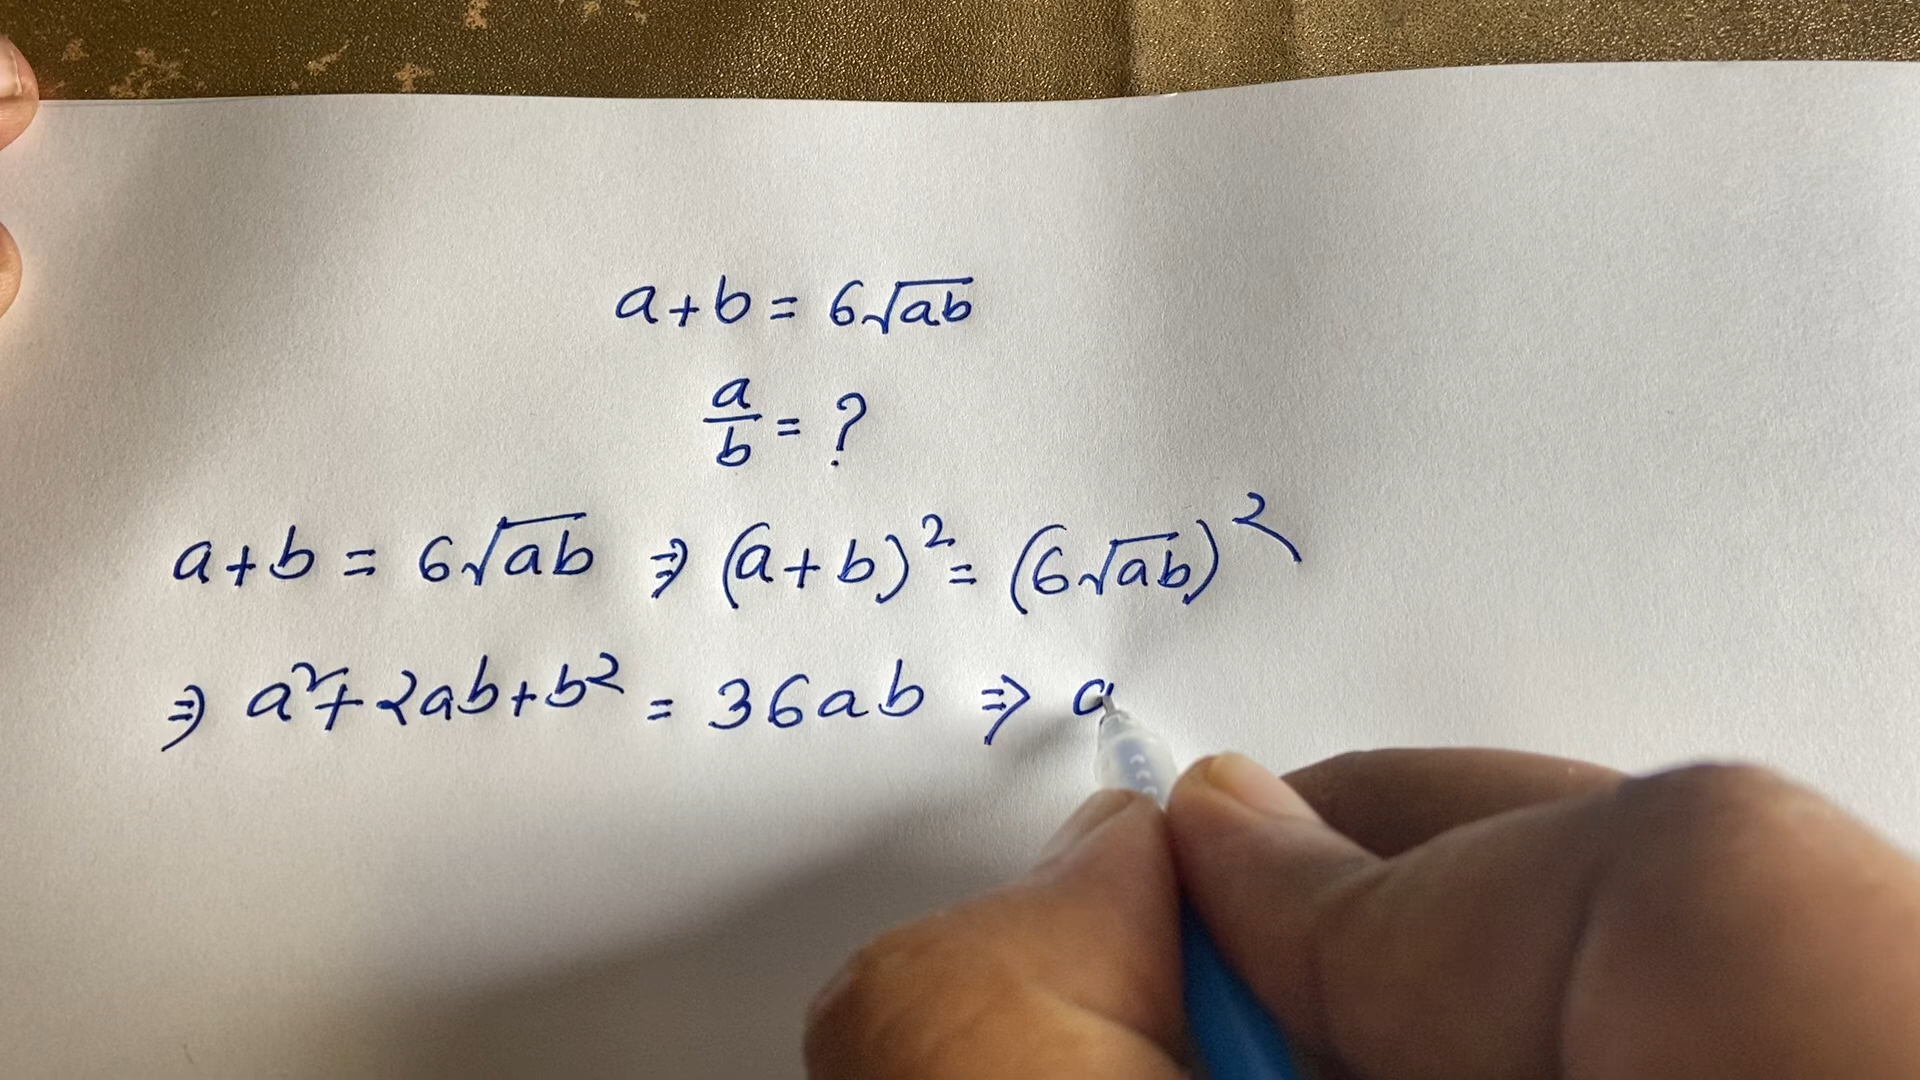 a+b = 6√ab
a/b = ?
a+b = 6√ab ⇒ (a+b)² = (6√ab)²
⇒ a²+2ab+b² = 36ab ⇒ a